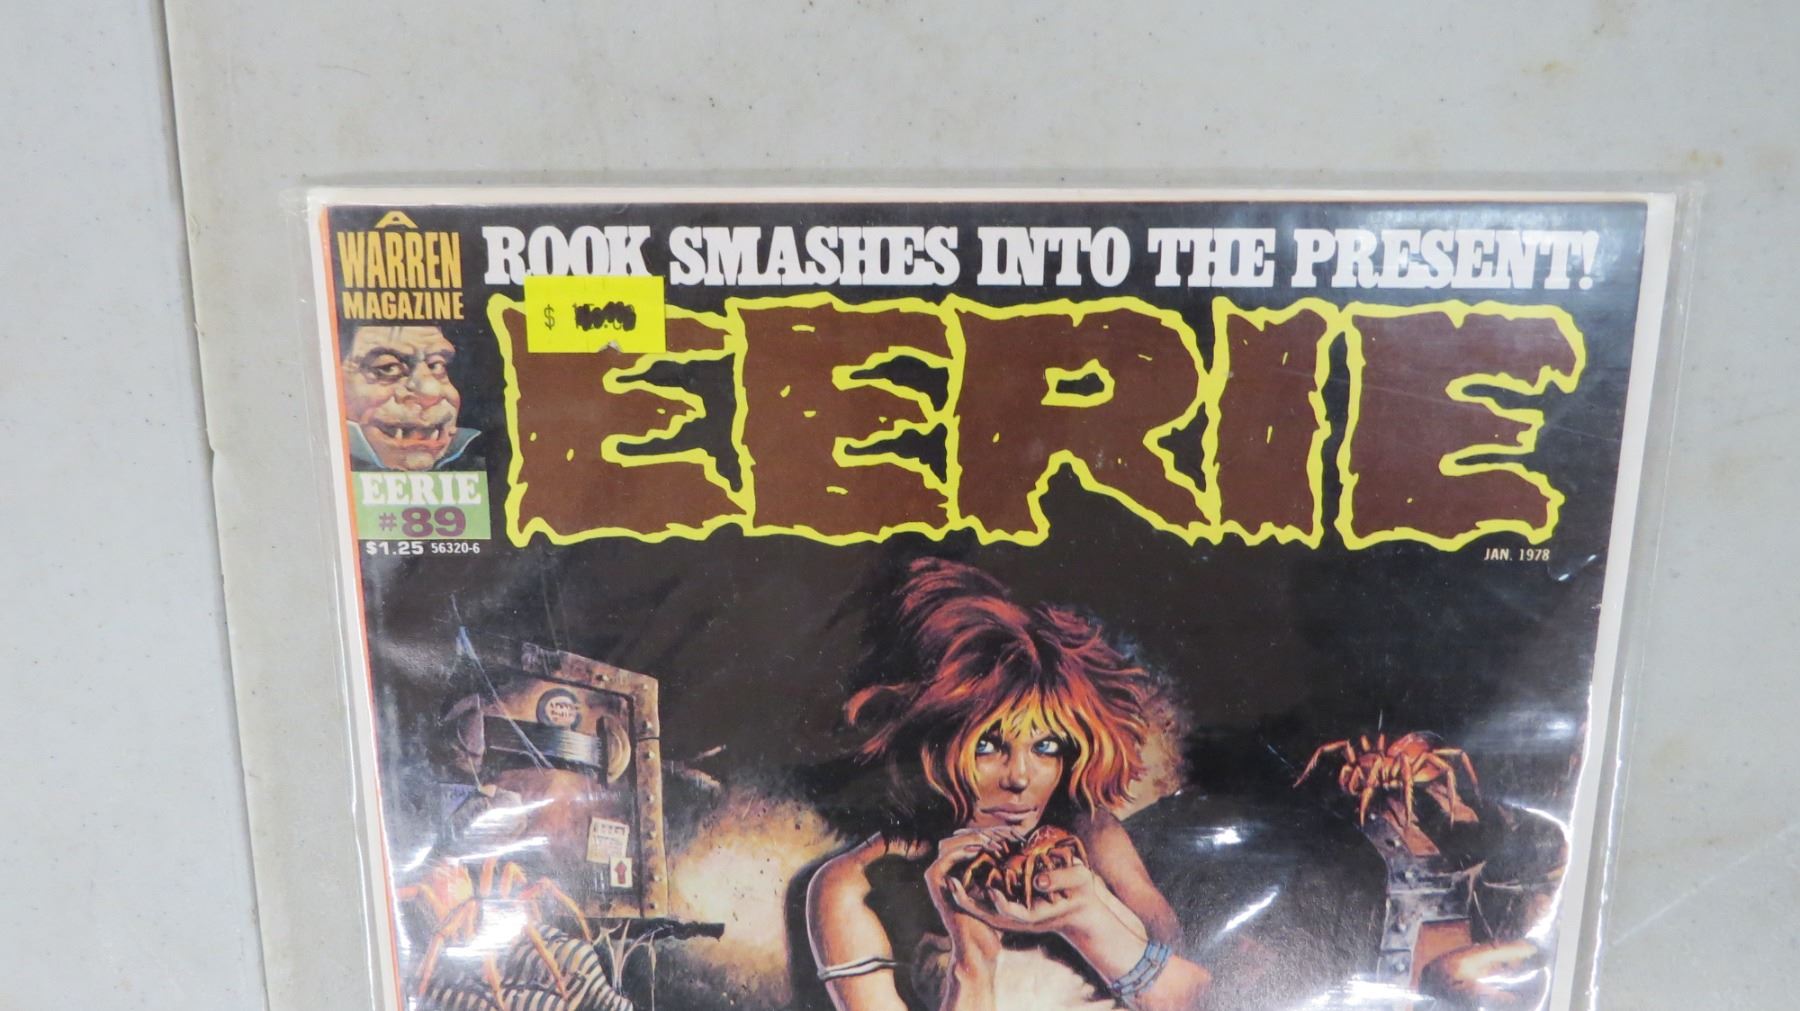 A
WARREN
MAGAZINE
ROOK SMASHES INTO THE PRESENT!
$
EERIE
EERIE
#89
$1.25 56320-6
JAN. 1978